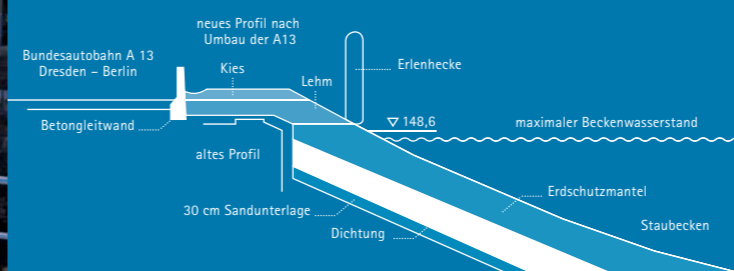 neues Profil nach
Umbau der A13
Bundesautobahn A 13
Dresden – Berlin
Kies
Erlenhecke
Lehm
Betongleitwand
▽ 148,6
maximaler Beckenwasserstand
altes Profil
Erdschutzmantel
30 cm Sandunterlage
Staubecken
Dichtung